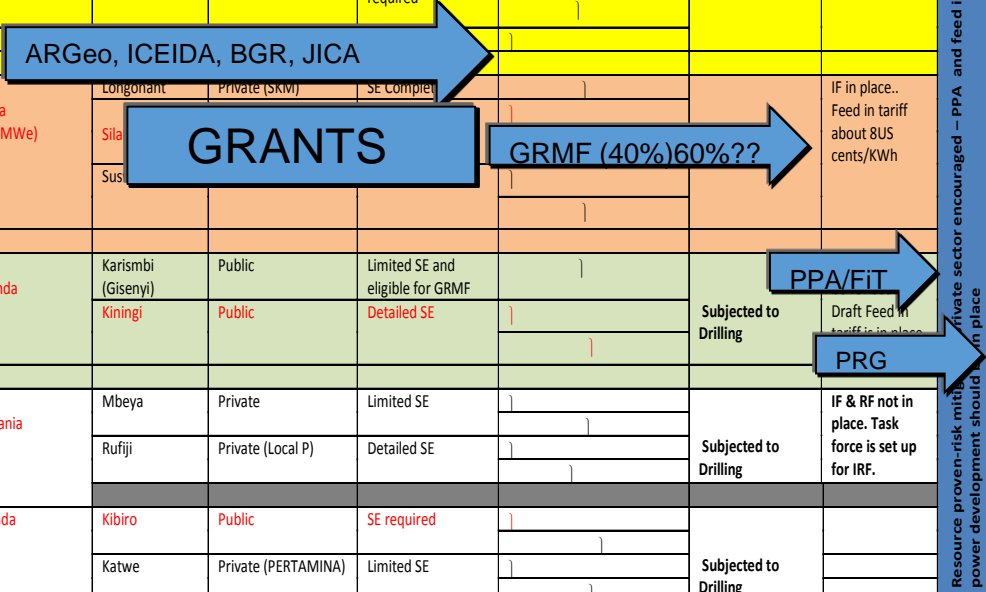 required
ARGeo, ICEIDA, BGR, JICA
Longonant Private (SKM) SE Complet
IF in place..
Feed in tariff
about 8US
cents/KWh
MWe)
Sila
GRANTS
GRMF (40%)60%??
Sus
Karismbi
(Gisenyi)
Public
Limited SE and
eligible for GRMF
PPA/FiT
nda
Kiningi Public Detailed SE
Subjected to
Drilling
Draft Feed in
tariff is in place
PRG
Mbeya Private Limited SE
IF & RF not in
place. Task
force is set up
for IRF.
ania
Rufiji Private (Local P) Detailed SE
Subjected to
Drilling
da
Kibiro Public SE required
Katwe Private (PERTAMINA) Limited SE
Subjected to
Drilling
Resource proven-risk mitig private sector encouraged – PPA and feed i
power development should in place